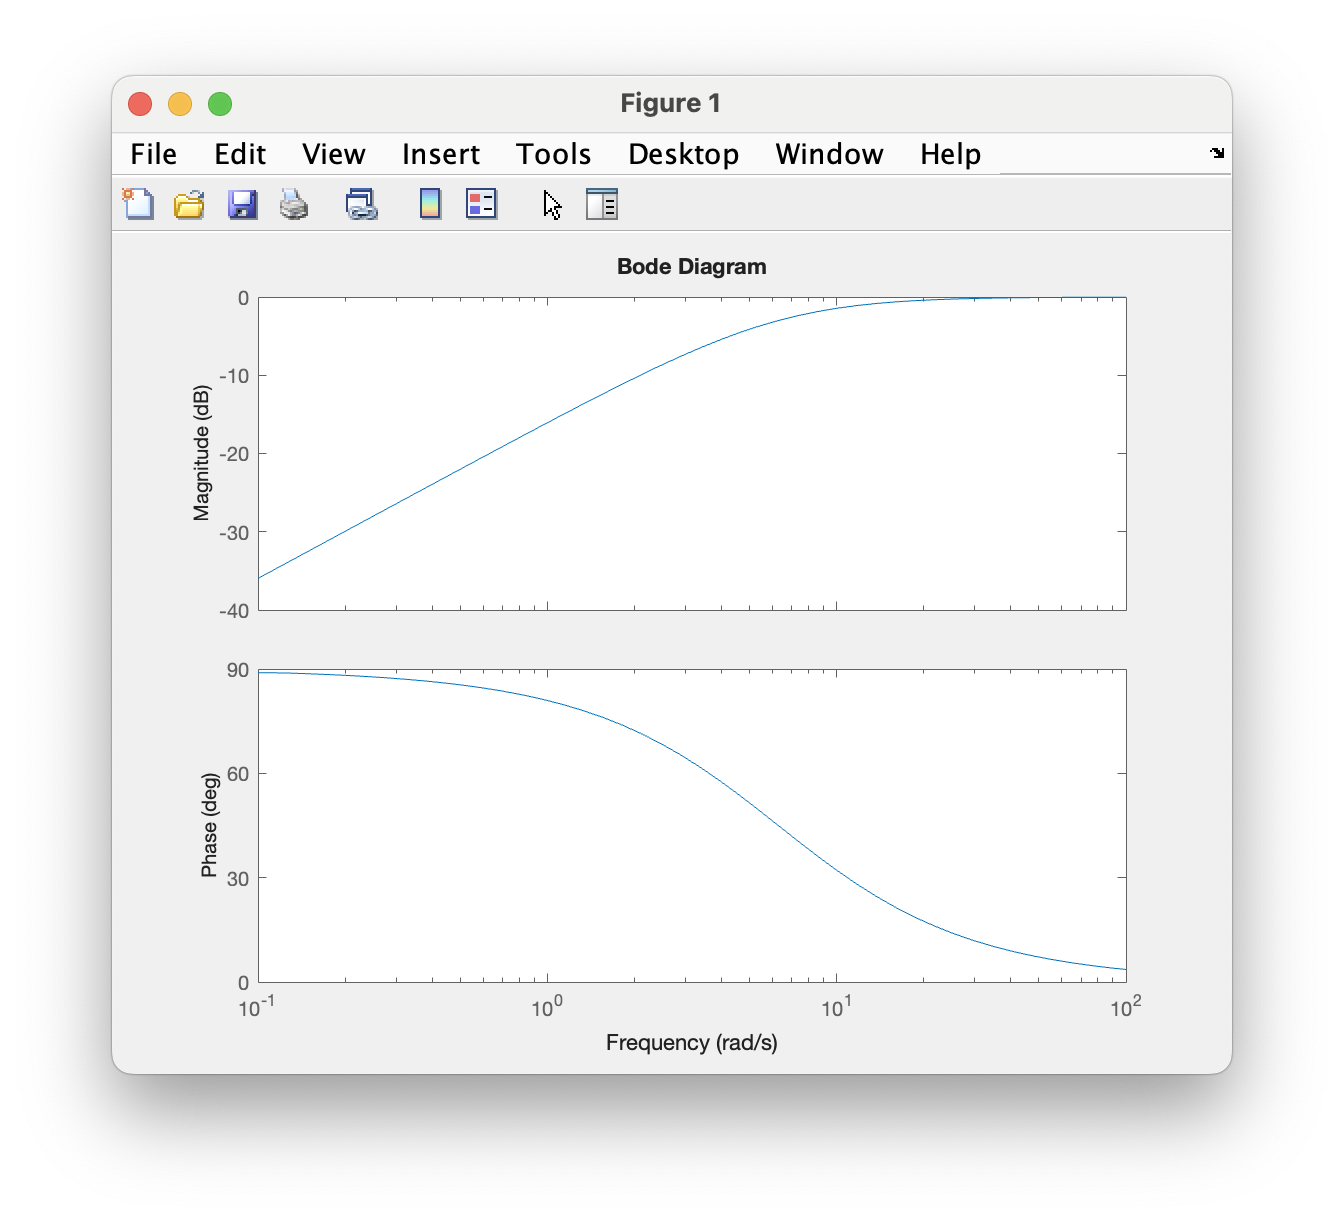 Figure 1
File Edit View Insert Tools Desktop Window Help
Bode Diagram
0
-10
-20
-30
-40
Magnitude (dB)
90
60
30
0
Phase (deg)
10^-1 10^0 10^1 10^2
Frequency (rad/s)